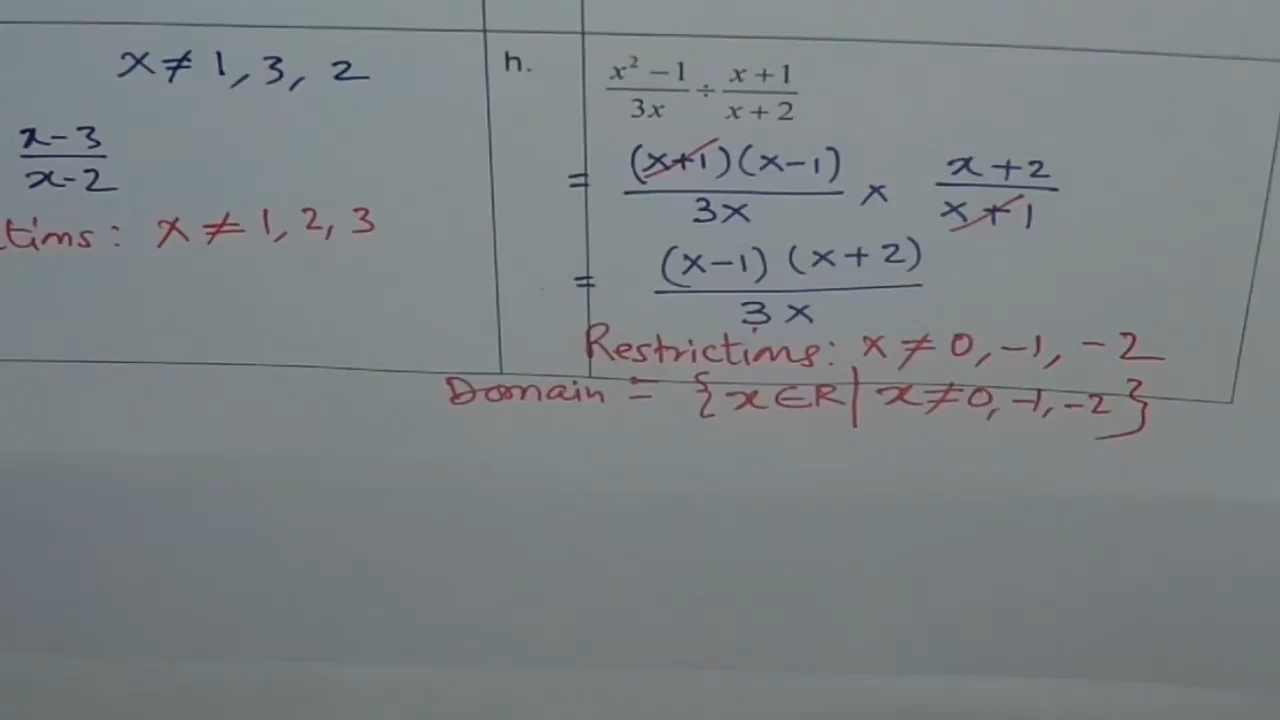 x ≠ 1, 3, 2
x-3
x-2
tims: x ≠ 1, 2, 3
h.
x² – 1 / 3x ÷ x + 1 / x + 2
= (x+1)(x-1) / 3x × x+2 / x+1
= (x-1) (x+2) / 3x
Restrictims: x ≠ 0, -1, -2
Domain = {x ∈ R | x ≠ 0, -1, -2}